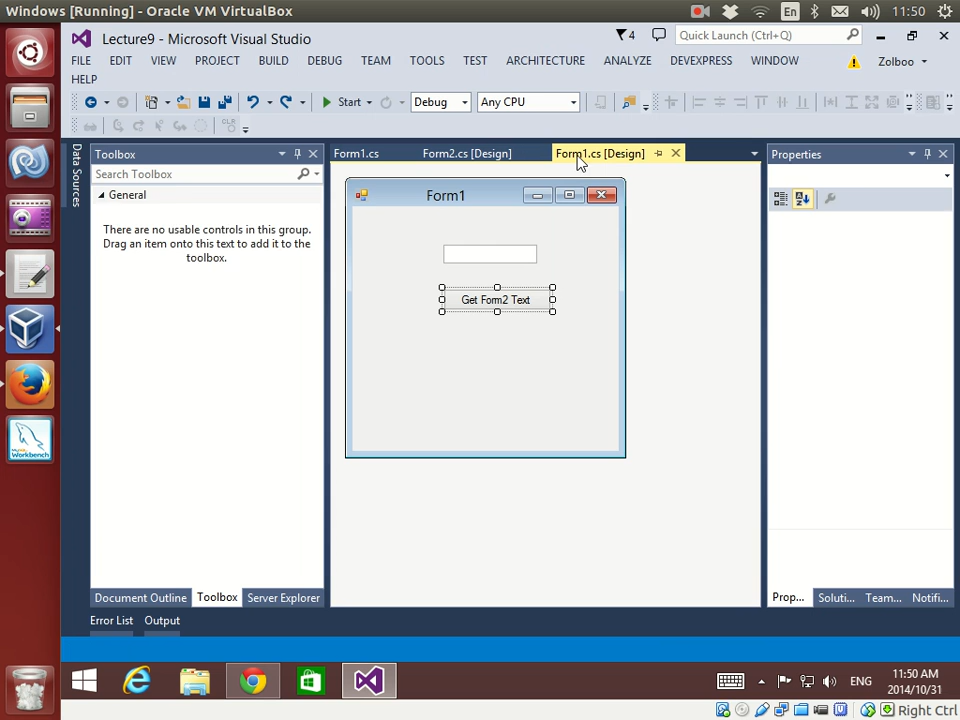 Windows [Running] - Oracle VM VirtualBox
En
11:50
Lecture9 - Microsoft Visual Studio
4
Quick Launch (Ctrl+Q)
FILE EDIT VIEW PROJECT BUILD DEBUG TEAM TOOLS TEST ARCHITECTURE ANALYZE DEVEXPRESS WINDOW
Zolboo
HELP
Start
Debug
Any CPU
CLR
Data Sources
Toolbox
Form1.cs
Form2.cs [Design]
Form1.cs [Design]
Properties
Search Toolbox
General
There are no usable controls in this group.
Drag an item onto this text to add it to the
toolbox.
Form1
Get Form2 Text
Document Outline
Toolbox
Server Explorer
Prop...
Soluti...
Team...
Notifi...
Error List
Output
MySQL
Workbench
ENG
11:50 AM
2014/10/31
Right Ctrl